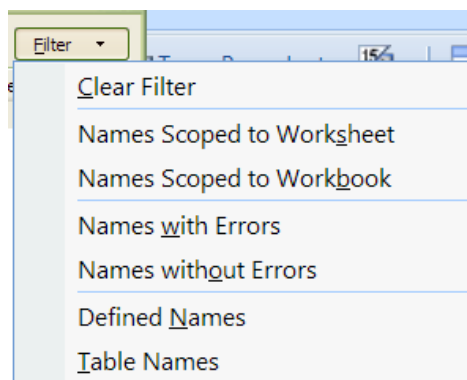 Filter
Clear Filter
Names Scoped to Worksheet
Names Scoped to Workbook
Names with Errors
Names without Errors
Defined Names
Table Names